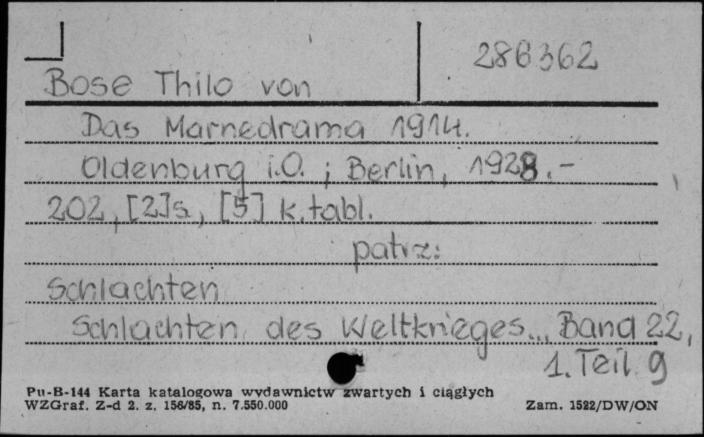 286362
Bose Thilo von
Das Marnedrama 1914.
Oldenburg i.O. ; Berlin, 1928. -
202, [2] s., [5] k. tabl.
patrz:
Schlachten
Schlachten des Weltkrieges... Band 22,
1. Teil. 9
Pu-B-144 Karta katalogowa wydawnictw zwartych i ciągłych
WZGraf. Z-d 2. z. 156/85, n. 7.550.000
Zam. 1522/DW/ON